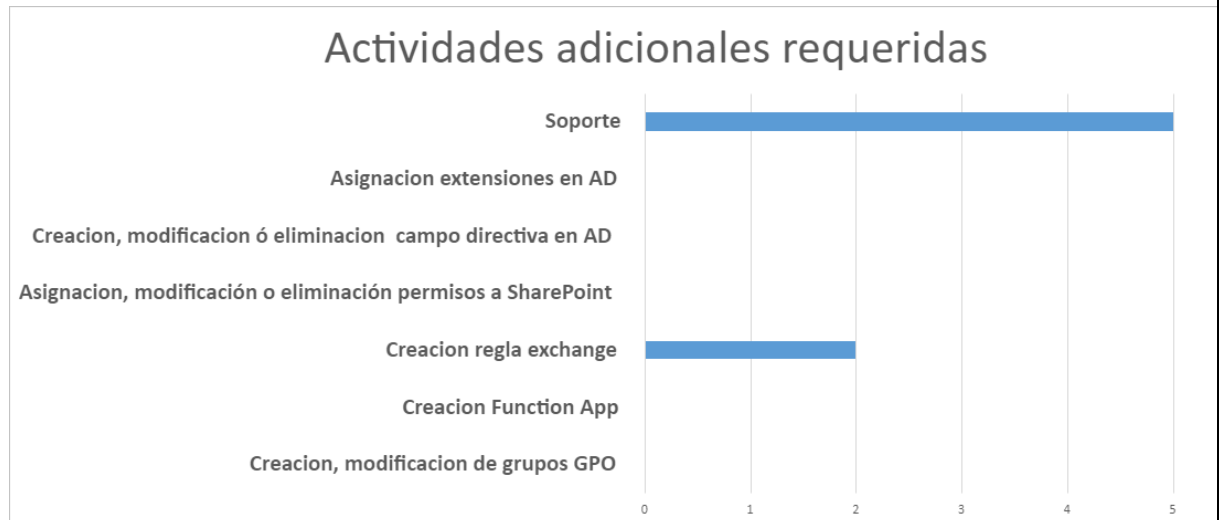 Actividades adicionales requeridas
Soporte
Asignacion extensiones en AD
Creacion, modificacion ó eliminacion  campo directiva en AD
Asignacion, modificación o eliminación permisos a SharePoint
Creacion regla exchange
Creacion Function App
Creacion, modificacion de grupos GPO
0 1 2 3 4 5